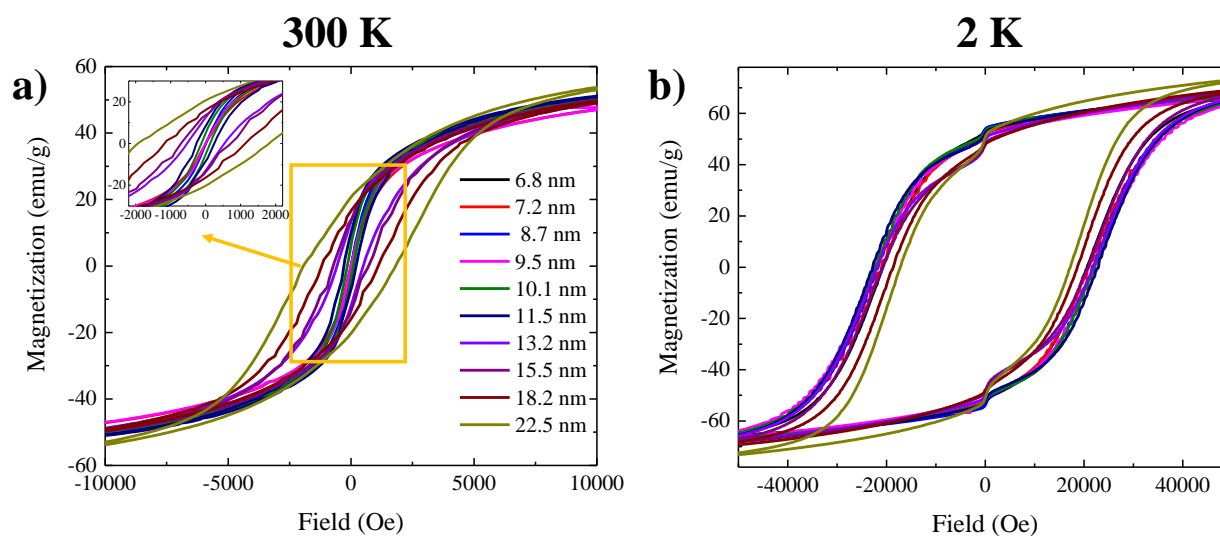 300 K
2 K
a)
Magnetization (emu/g)
60
40
20
0
-20
-40
-60
20
0
-20
-2000 -1000 0 1000 2000
6.8 nm
7.2 nm
8.7 nm
9.5 nm
10.1 nm
11.5 nm
13.2 nm
15.5 nm
18.2 nm
22.5 nm
-10000 -5000 0 5000 10000
Field (Oe)
b)
Magnetization (emu/g)
60
40
20
0
-20
-40
-60
-40000 -20000 0 20000 40000
Field (Oe)